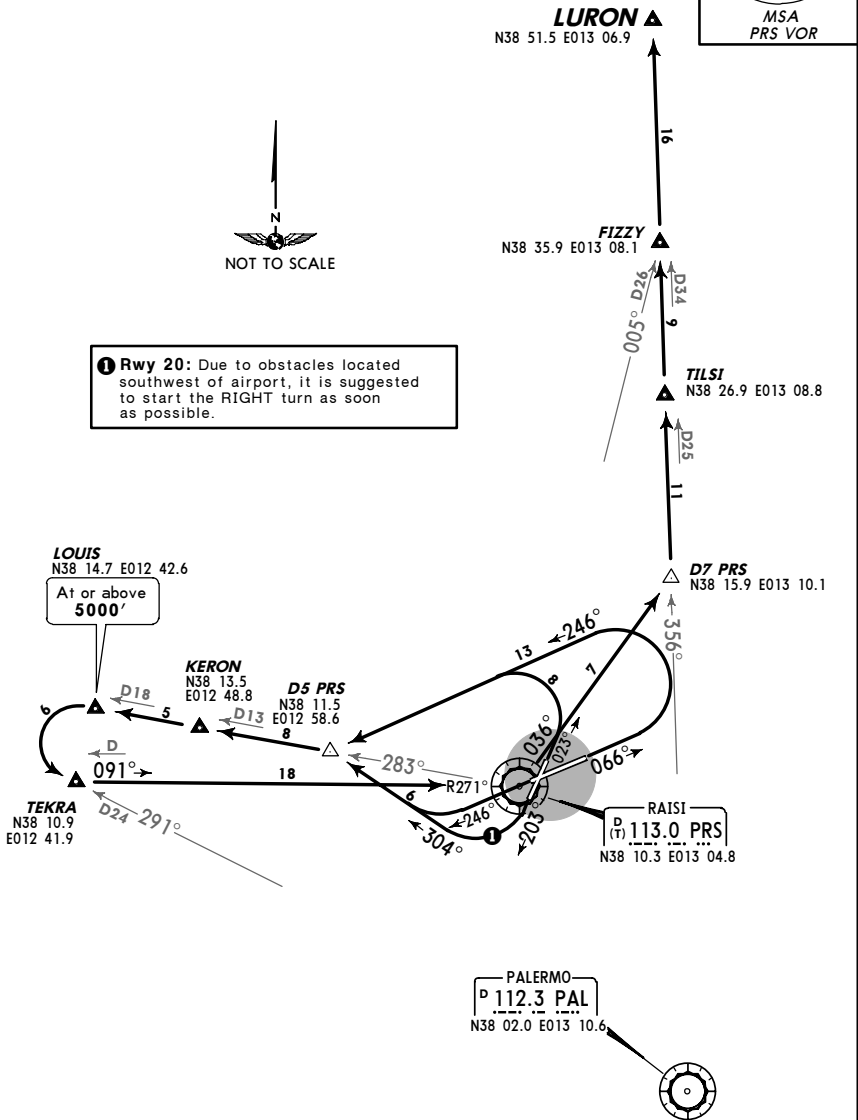 MSA
PRS VOR
LURON
N38 51.5 E013 06.9
16
FIZZY
N38 35.9 E013 08.1
N
NOT TO SCALE
D26
D34
005°
9
1 Rwy 20: Due to obstacles located
southwest of airport, it is suggested
to start the RIGHT turn as soon
as possible.
TILSI
N38 26.9 E013 08.8
D25
11
LOUIS
N38 14.7 E012 42.6
At or above
5000'
D7 PRS
N38 15.9 E013 10.1
356°
246°
13
7
8
KERON
N38 13.5
E012 48.8
D5 PRS
N38 11.5
E012 58.6
D18
5
D13
8
6
036°
023°
066°
283°
D
091°
18
R271°
6
246°
304°
1
203°
TEKRA
N38 10.9
E012 41.9
D24 291°
RAISI
D
(T) 113.0 PRS
N38 10.3 E013 04.8
PALERMO
D 112.3 PAL
N38 02.0 E013 10.6